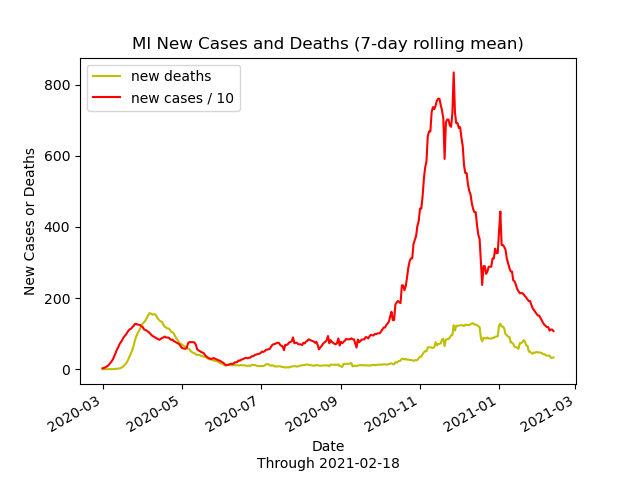 MI New Cases and Deaths (7-day rolling mean)
new deaths
new cases / 10
800
600
400
200
0
New Cases or Deaths
2020-03
2020-05
2020-07
2020-09
2020-11
2021-01
2021-03
Date
Through 2021-02-18